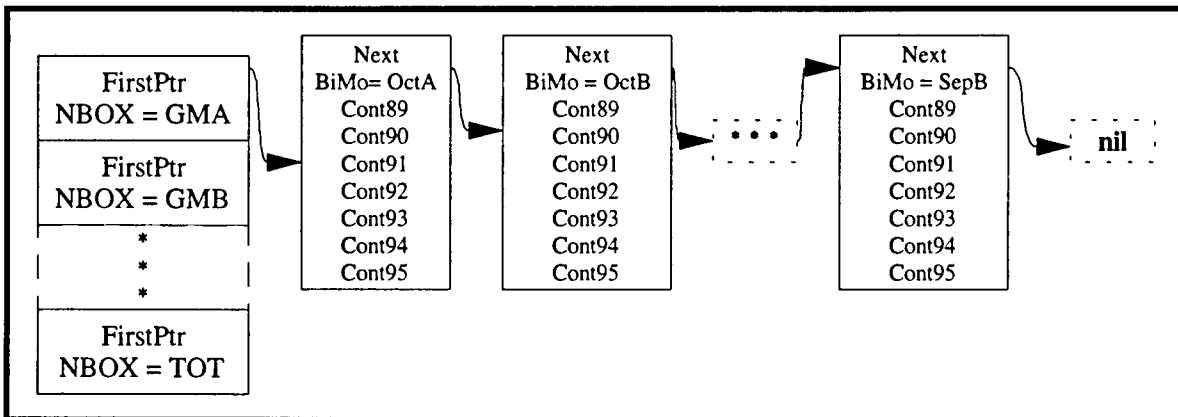 FirstPtr
NBOX = GMA
FirstPtr
NBOX = GMB
*
*
*
FirstPtr
NBOX = TOT
Next
BiMo= OctA
Cont89
Cont90
Cont91
Cont92
Cont93
Cont94
Cont95
Next
BiMo = OctB
Cont89
Cont90
Cont91
Cont92
Cont93
Cont94
Cont95
* * *
Next
BiMo = SepB
Cont89
Cont90
Cont91
Cont92
Cont93
Cont94
Cont95
nil